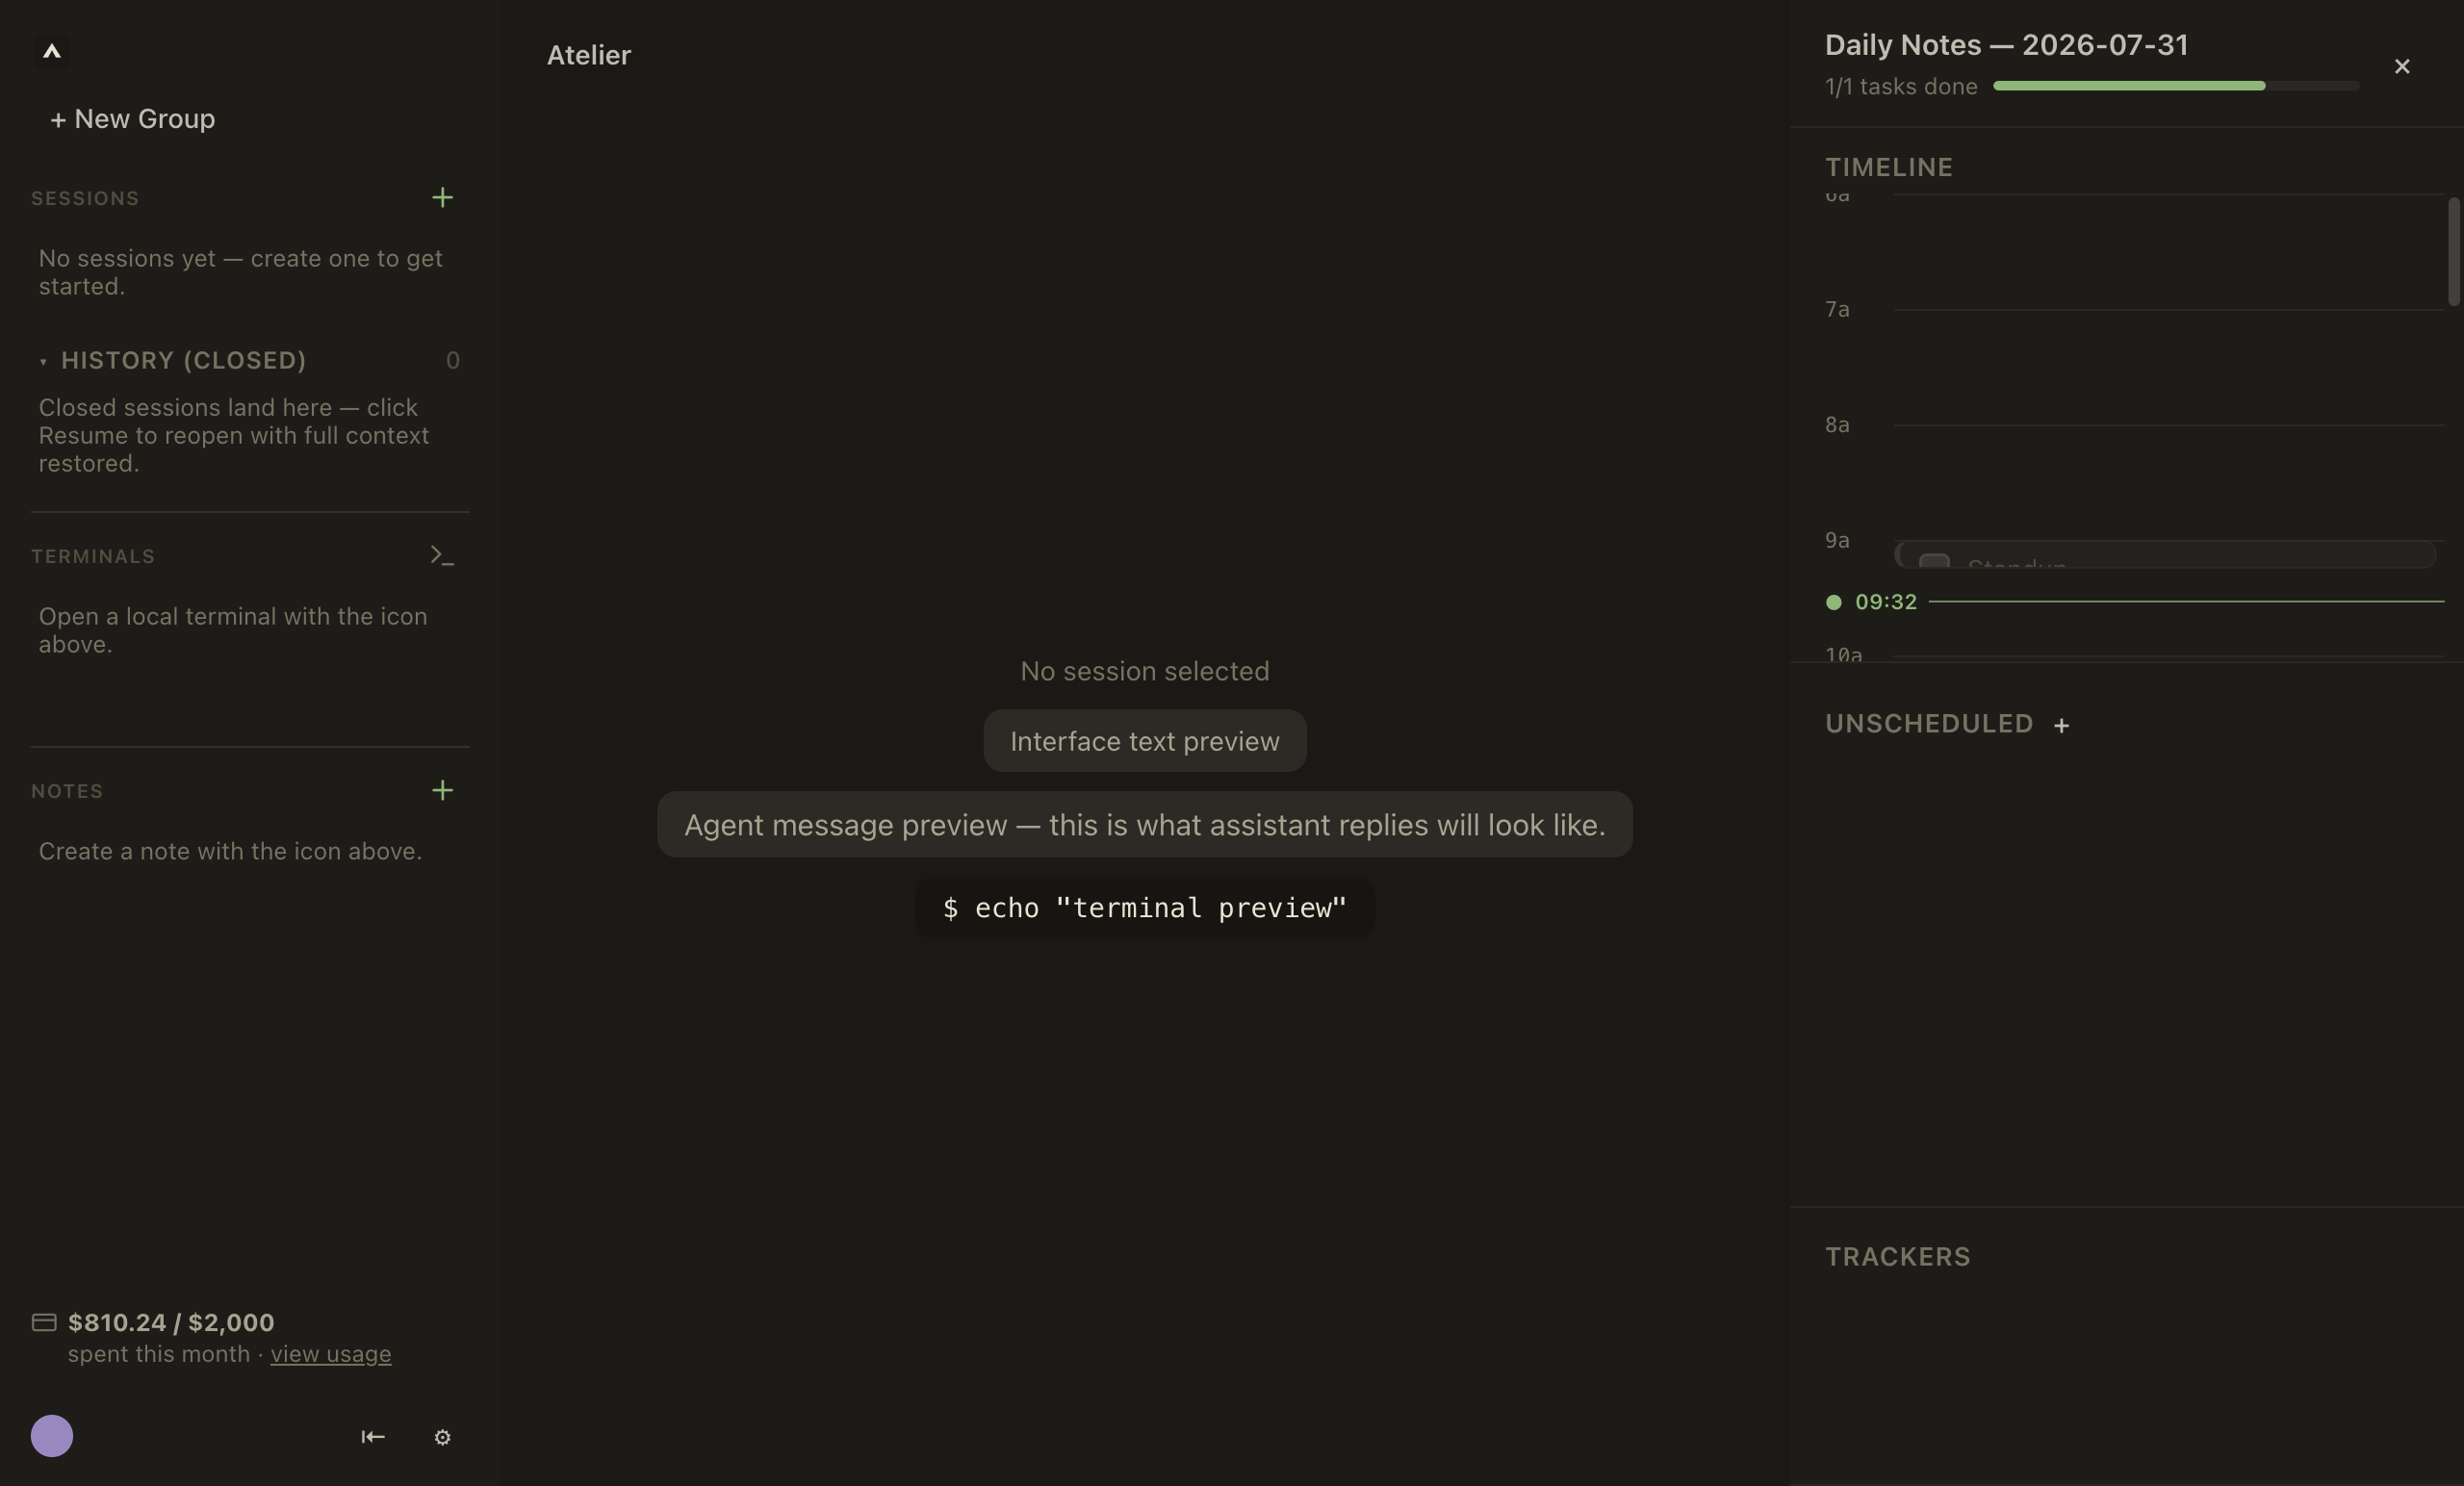 + New Group
SESSIONS
No sessions yet — create one to get
started.
HISTORY (CLOSED) 0
Closed sessions land here — click
Resume to reopen with full context
restored.
TERMINALS
Open a local terminal with the icon
above.
NOTES
Create a note with the icon above.
$810.24 / $2,000
spent this month · view usage
Atelier
No session selected
Interface text preview
Agent message preview — this is what assistant replies will look like.
$ echo "terminal preview"
Daily Notes — 2026-07-31
1/1 tasks done
TIMELINE
6a
7a
8a
9a
Standup
09:32
10a
UNSCHEDULED +
TRACKERS